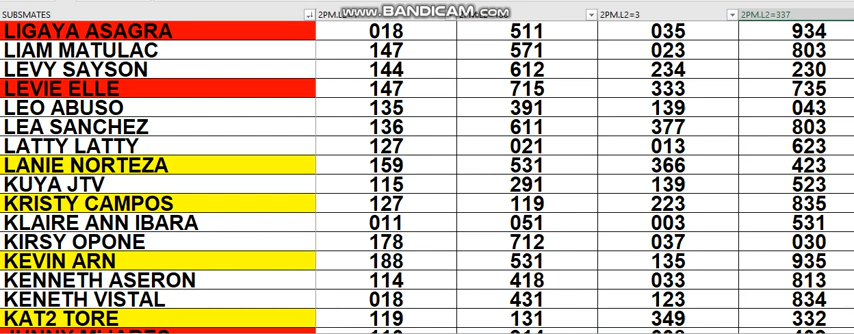 www.BANDICAM.com
SUBSMATES 2PM.L2=3 2PM.L2=337
LIGAYA ASAGRA 018 511 035 934
LIAM MATULAC 147 571 023 803
LEVY SAYSON 144 612 234 230
LEVIE ELLE 147 715 333 735
LEO ABUSO 135 391 139 043
LEA SANCHEZ 136 611 377 803
LATTY LATTY 127 021 013 623
LANIE NORTEZA 159 531 366 423
KUYA JTV 115 291 139 523
KRISTY CAMPOS 127 119 223 835
KLAIRE ANN IBARA 011 051 003 531
KIRSY OPONE 178 712 037 030
KEVIN ARN 188 531 135 935
KENNETH ASERON 114 418 033 813
KENETH VISTAL 018 431 123 834
KAT2 TORE 119 131 349 332